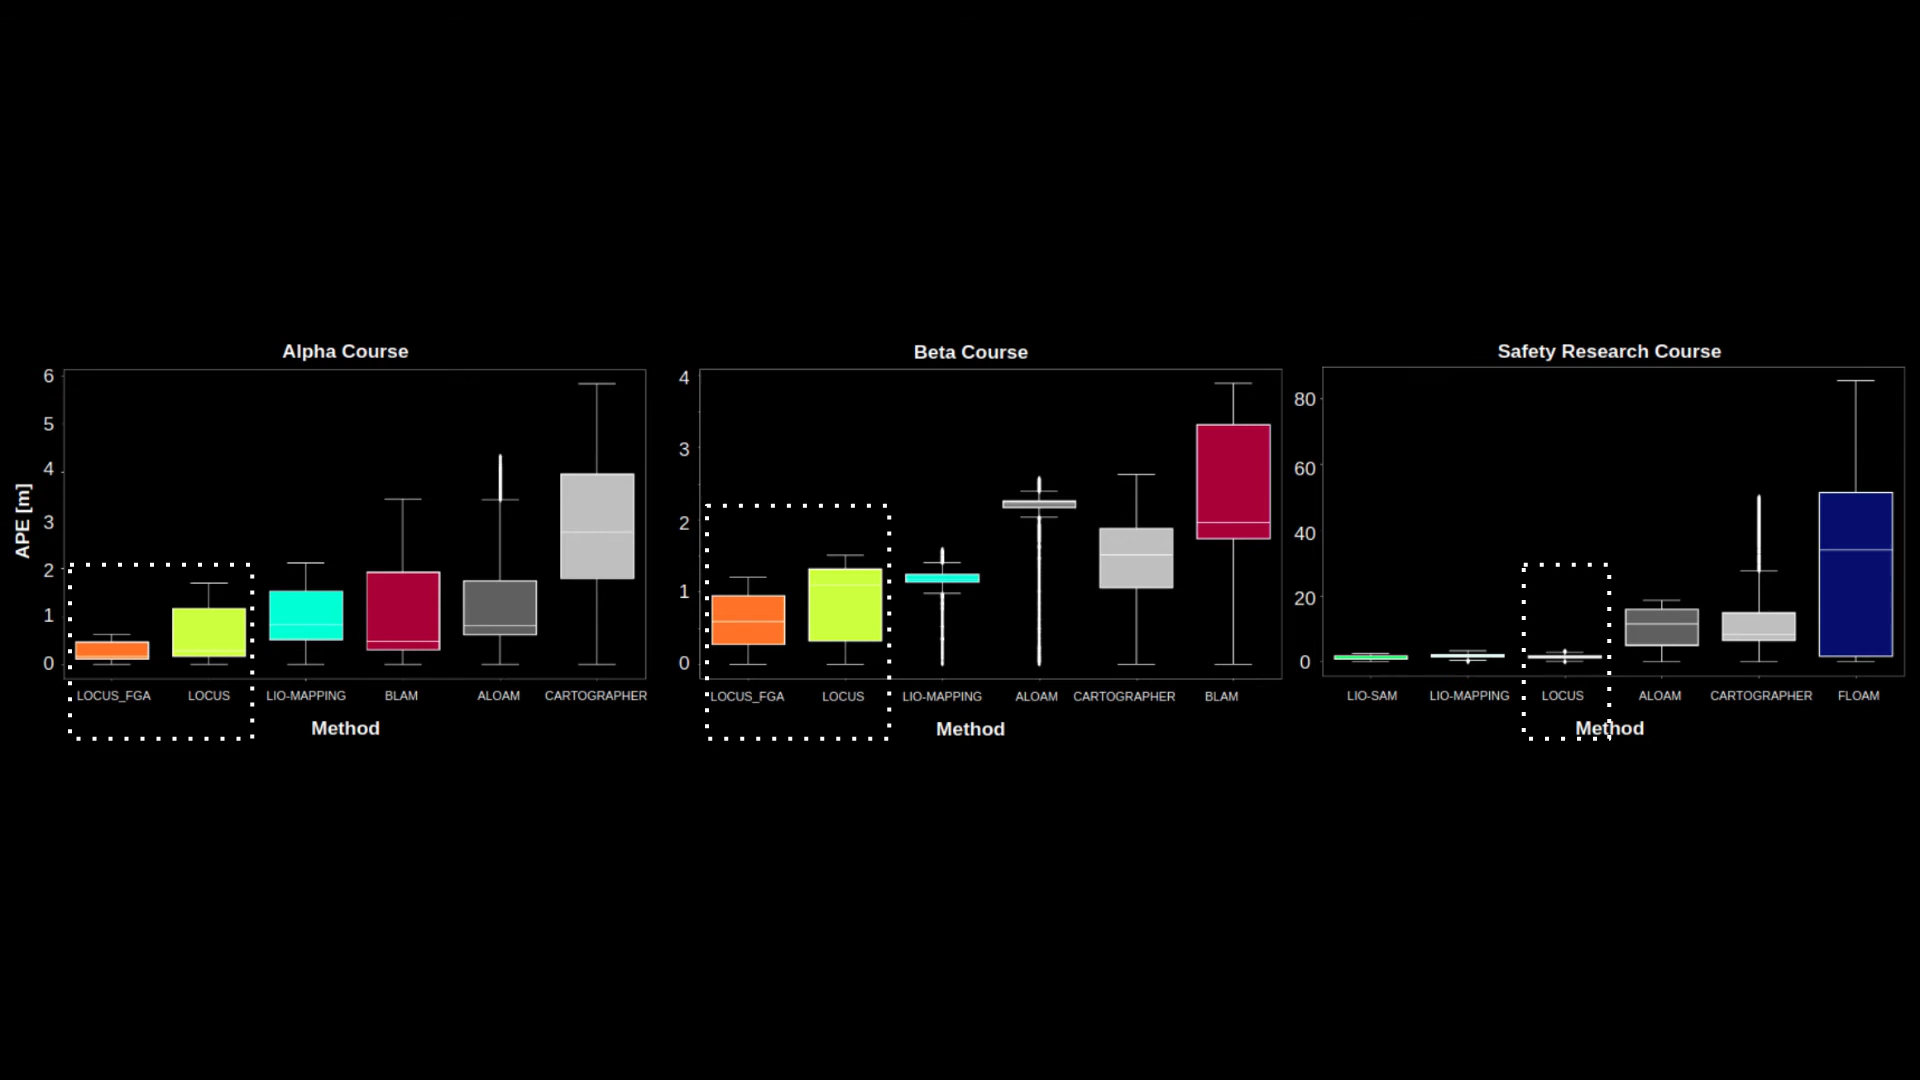 Alpha Course
6
5
4
3
2
1
0
APE [m]
LOCUS_FGA LOCUS LIO-MAPPING BLAM ALOAM CARTOGRAPHER
Method
Beta Course
4
3
2
1
0
LOCUS_FGA LOCUS LIO-MAPPING ALOAM CARTOGRAPHER BLAM
Method
Safety Research Course
80
60
40
20
0
LIO-SAM LIO-MAPPING LOCUS ALOAM CARTOGRAPHER FLOAM
Method